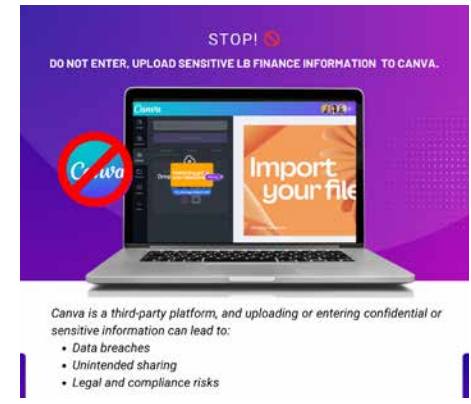 STOP!
DO NOT ENTER, UPLOAD SENSITIVE LB FINANCE INFORMATION TO CANVA.
Canva
Canva
Import
your file
Canva is a third-party platform, and uploading or entering confidential or
sensitive information can lead to:
• Data breaches
• Unintended sharing
• Legal and compliance risks